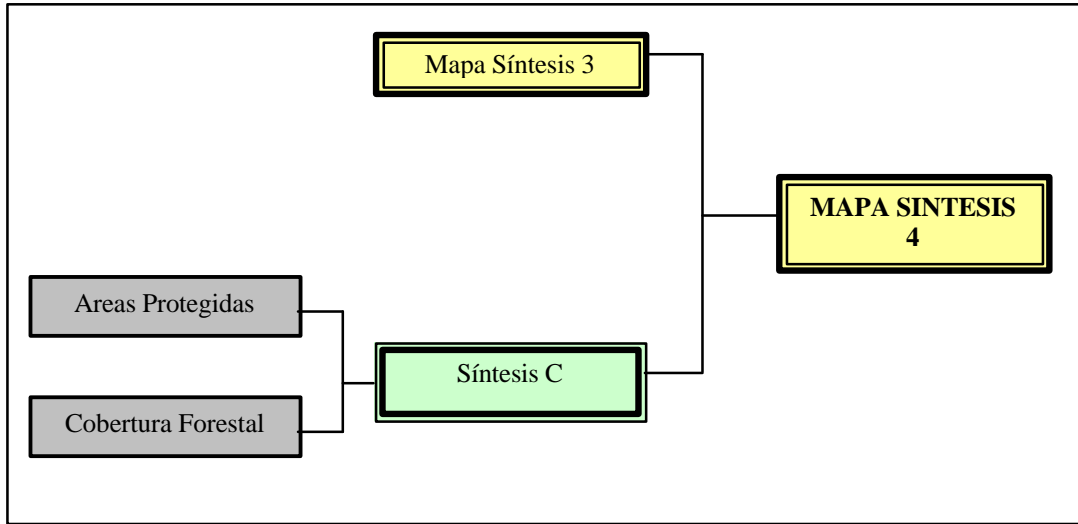 Mapa Síntesis 3
MAPA SINTESIS
4
Areas Protegidas
Síntesis C
Cobertura Forestal